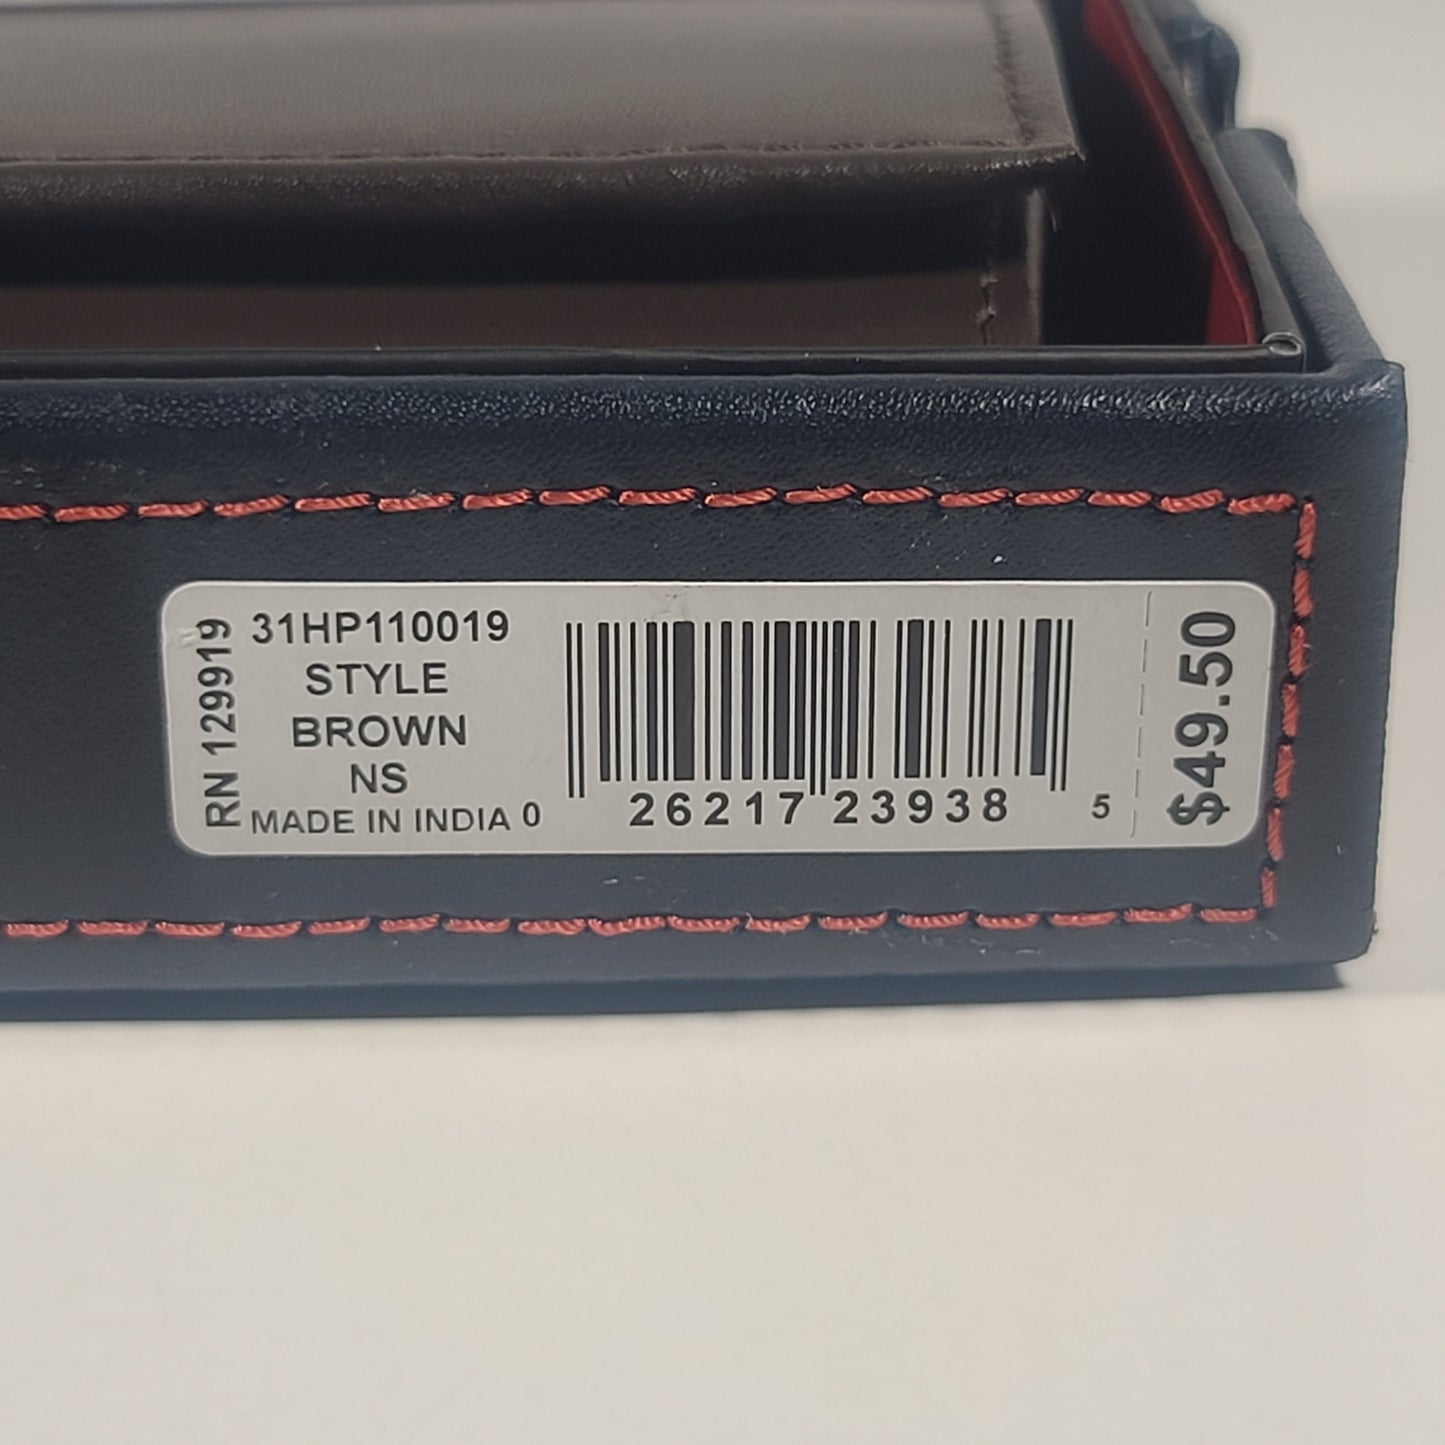 RN 129919
31HP110019
STYLE
BROWN
NS
MADE IN INDIA
0 26217 23938 5
$49.50